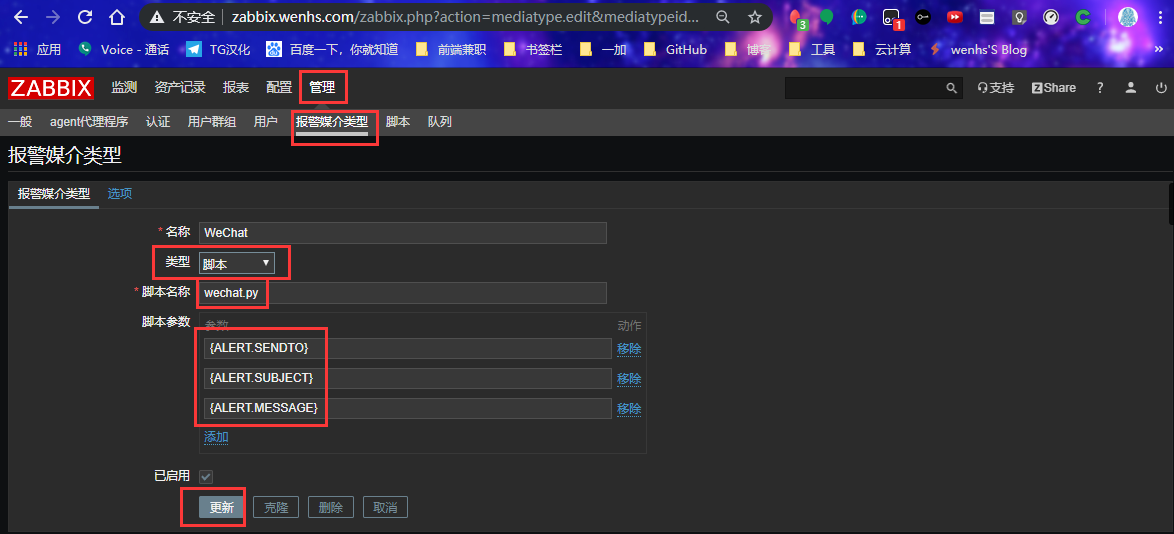 不安全 | zabbix.wenhs.com/zabbix.php?action=mediatype.edit&mediatypeid...
3
1
应用 Voice - 通话 TG汉化 百度一下，你就知道 前端兼职 书签栏 一加 GitHub 博客 工具 云计算 wenhs'S Blog »
ZABBIX 监测 资产记录 报表 配置 管理 支持 Z Share ?
一般 agent代理程序 认证 用户群组 用户 报警媒介类型 脚本 队列
报警媒介类型
报警媒介类型 选项
* 名称 WeChat
类型 脚本
* 脚本名称 wechat.py
脚本参数 参数 动作
{ALERT.SENDTO} 移除
{ALERT.SUBJECT} 移除
{ALERT.MESSAGE} 移除
添加
已启用
更新 克隆 删除 取消